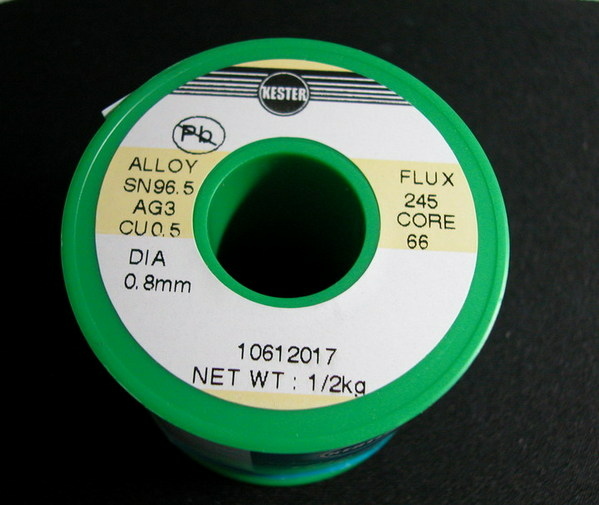 KESTER
Pb
ALLOY
SN96.5
AG3
CU0.5
DIA
0.8mm
FLUX
245
CORE
66
10612017
NET WT : 1/2kg